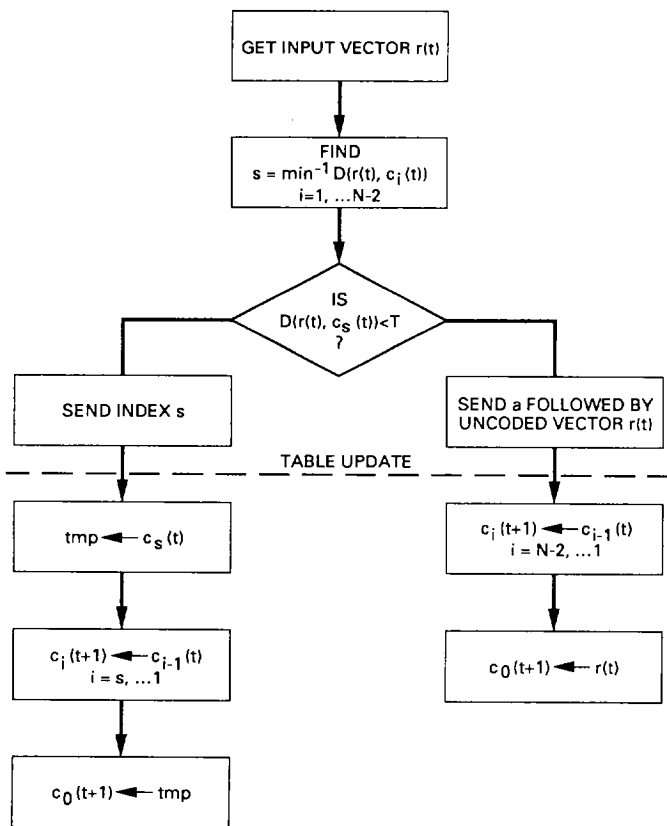 GET INPUT VECTOR r(t)
FIND
s = min⁻¹ D(r(t), cᵢ(t))
i=1, ...N-2
IS
D(r(t), cₛ(t))<T
?
SEND INDEX s
SEND a FOLLOWED BY
UNCODED VECTOR r(t)
TABLE UPDATE
tmp ← cₛ(t)
cᵢ(t+1) ← cᵢ₋₁(t)
i = s, ...1
c₀(t+1) ← tmp
cᵢ(t+1) ← cᵢ₋₁(t)
i = N-2, ...1
c₀(t+1) ← r(t)